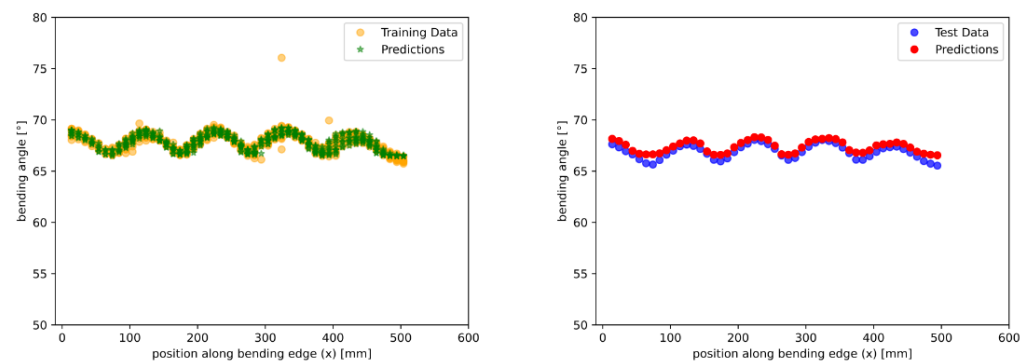 80
75
70
65
60
55
50
bending angle [°]
0 100 200 300 400 500 600
position along bending edge (x) [mm]
Training Data
Predictions
80
75
70
65
60
55
50
bending angle [°]
0 100 200 300 400 500 600
position along bending edge (x) [mm]
Test Data
Predictions